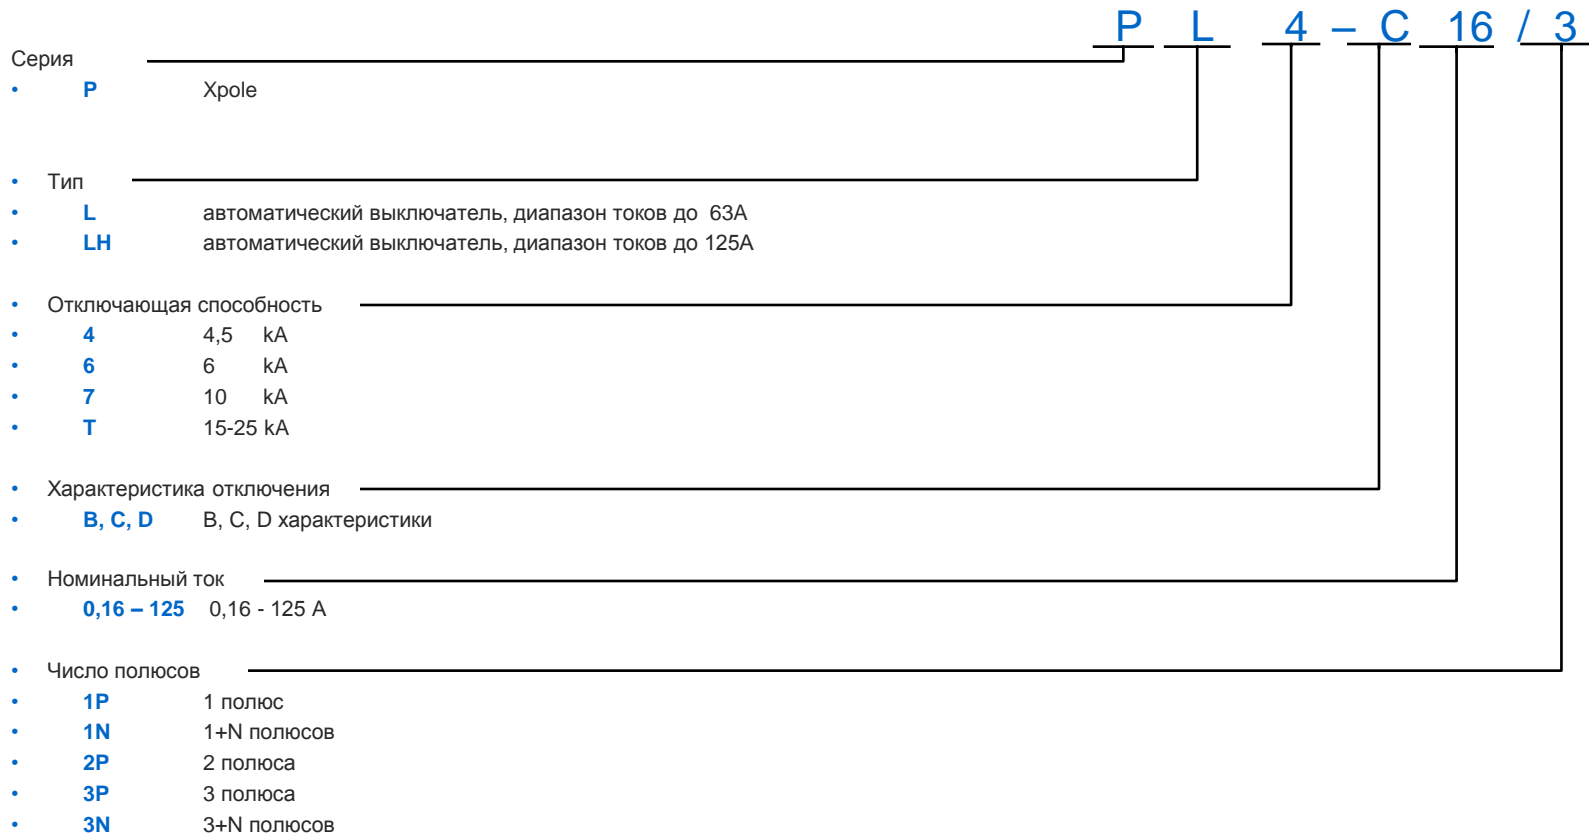 P L 4 – C 16 / 3
Серия
• P Xpole
• Тип
• L автоматический выключатель, диапазон токов до 63А
• LH автоматический выключатель, диапазон токов до 125А
• Отключающая способность
• 4 4,5 kA
• 6 6 kA
• 7 10 kA
• T 15-25 kA
• Характеристика отключения
• B, C, D B, C, D характеристики
• Номинальный ток
• 0,16 – 125 0,16 - 125 A
• Число полюсов
• 1P 1 полюс
• 1N 1+N полюсов
• 2P 2 полюса
• 3P 3 полюса
• 3N 3+N полюсов